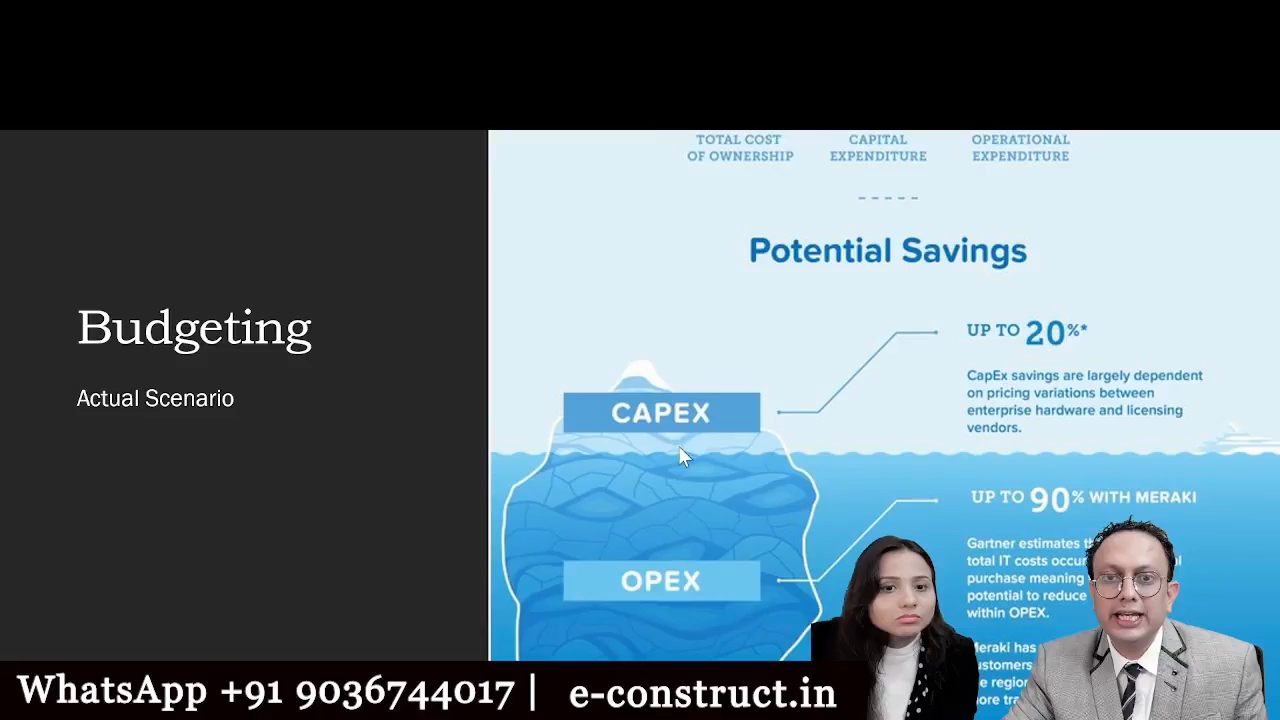 TOTAL COST
OF OWNERSHIP
CAPITAL
EXPENDITURE
OPERATIONAL
EXPENDITURE
Potential Savings
Budgeting
Actual Scenario
CAPEX
UP TO 20%*
CapEx savings are largely dependent
on pricing variations between
enterprise hardware and licensing
vendors.
OPEX
UP TO 90% WITH MERAKI
Gartner estimates
total IT costs
purchase meaning
potential to reduce
within OPEX.
Meraki has
WhatsApp +91 9036744017 | e-construct.in